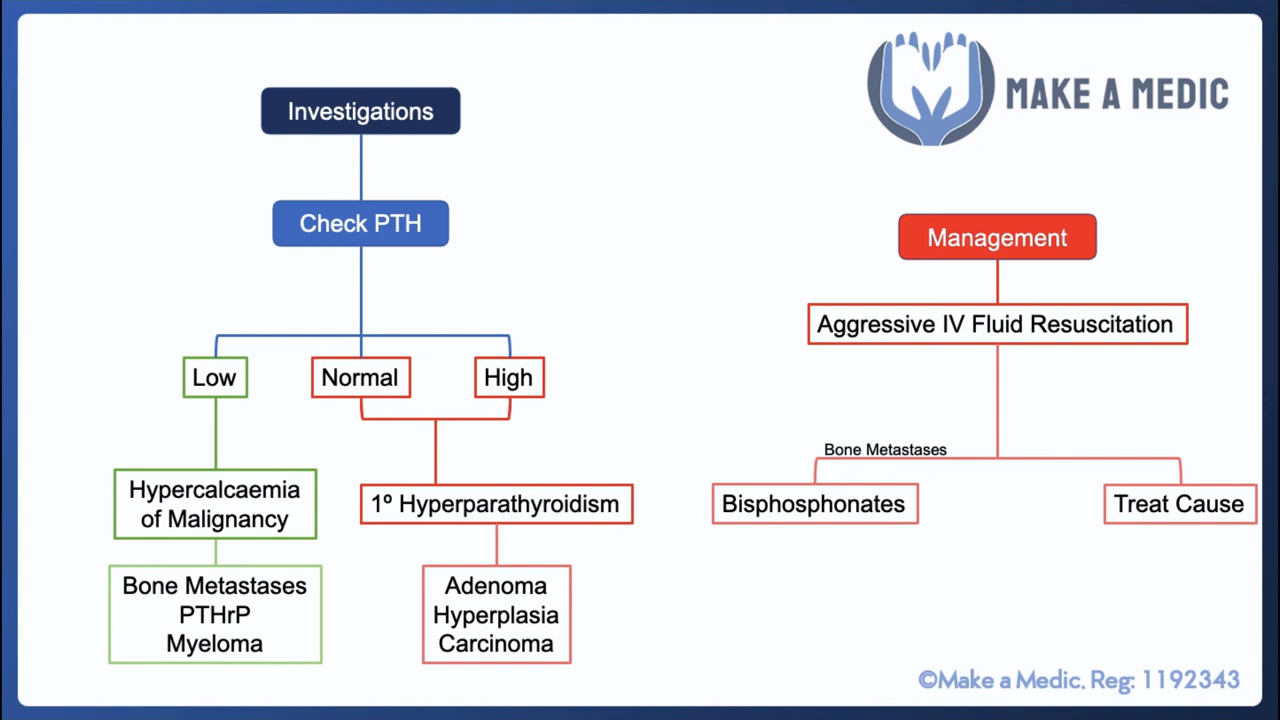 MAKE A MEDIC
Investigations
Check PTH
Low
Normal
High
Hypercalcaemia
of Malignancy
1º Hyperparathyroidism
Bone Metastases
PTHrP
Myeloma
Adenoma
Hyperplasia
Carcinoma
Management
Aggressive IV Fluid Resuscitation
Bone Metastases
Bisphosphonates
Treat Cause
©Make a Medic. Reg: 1192343